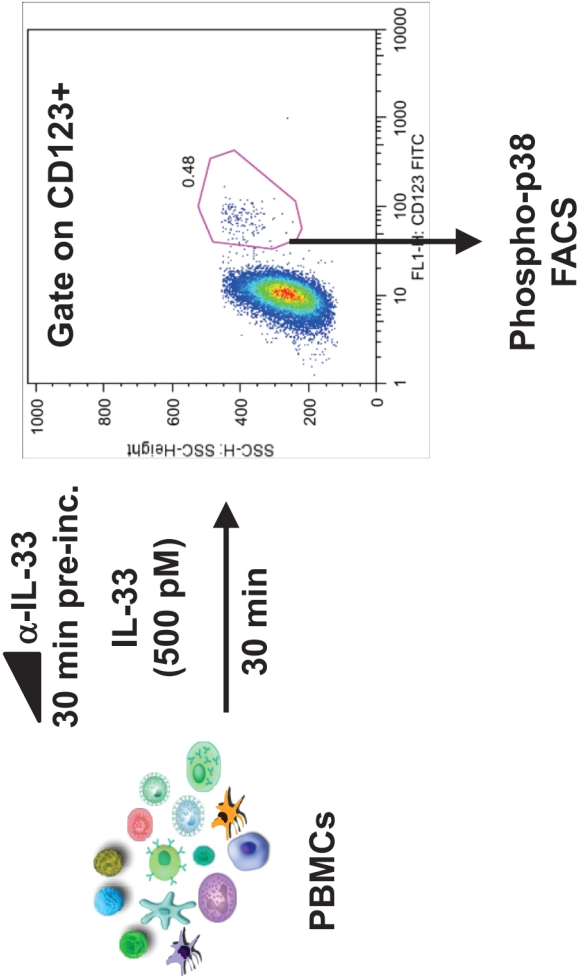 α-IL-33
30 min pre-inc.
IL-33
(500 pM)
30 min
PBMCs
Gate on CD123+
0.48
1000
800
600
400
200
0
SSC-H: SSC-Height
1
10
100
1000
10000
FL1-H: CD123 FITC
Phospho-p38
FACS